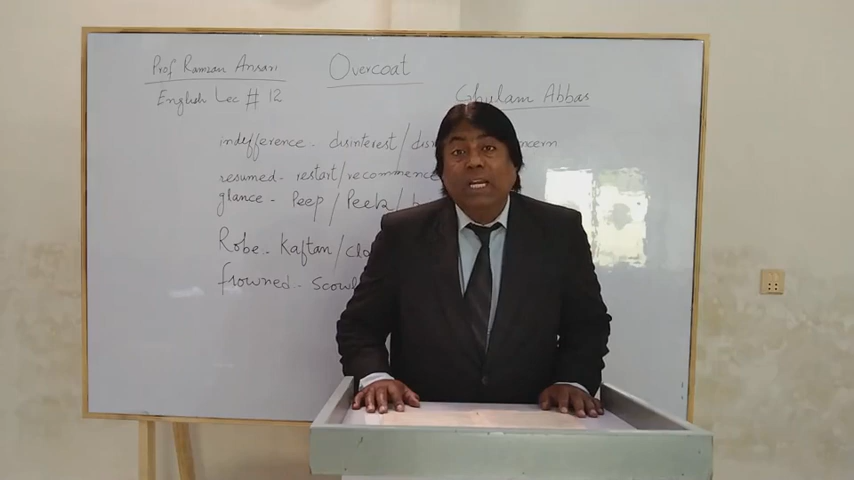 Prof Ramzan Ansari
Overcoat
English Lec # 12
Ghulam Abbas
indifference - disinterest/
resumed - restart/recommence
glance - Peep / Peek /
Robe - Kaftan/
frowned - Scowl